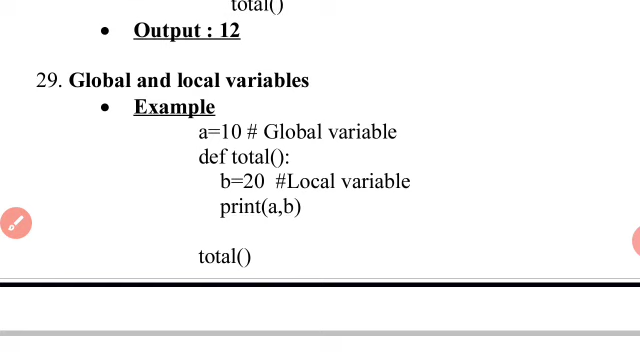 total()
• Output : 12
29. Global and local variables
• Example
a=10 # Global variable
def total():
b=20 #Local variable
print(a,b)
total()